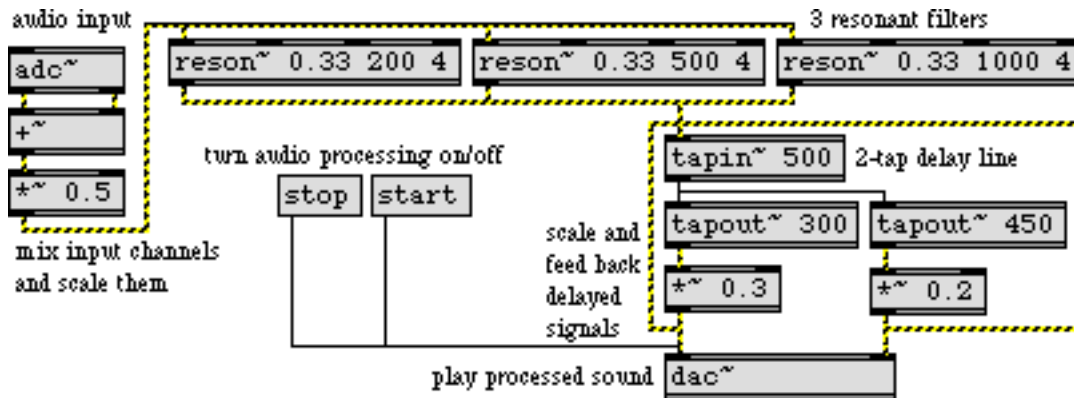 audio input
3 resonant filters
adc~
reson~ 0.33 200 4
reson~ 0.33 500 4
reson~ 0.33 1000 4
+~
*~ 0.5
mix input channels
and scale them
turn audio processing on/off
stop
start
tapin~ 500
2-tap delay line
tapout~ 300
tapout~ 450
scale and
feed back
delayed
signals
*~ 0.3
*~ 0.2
play processed sound
dac~